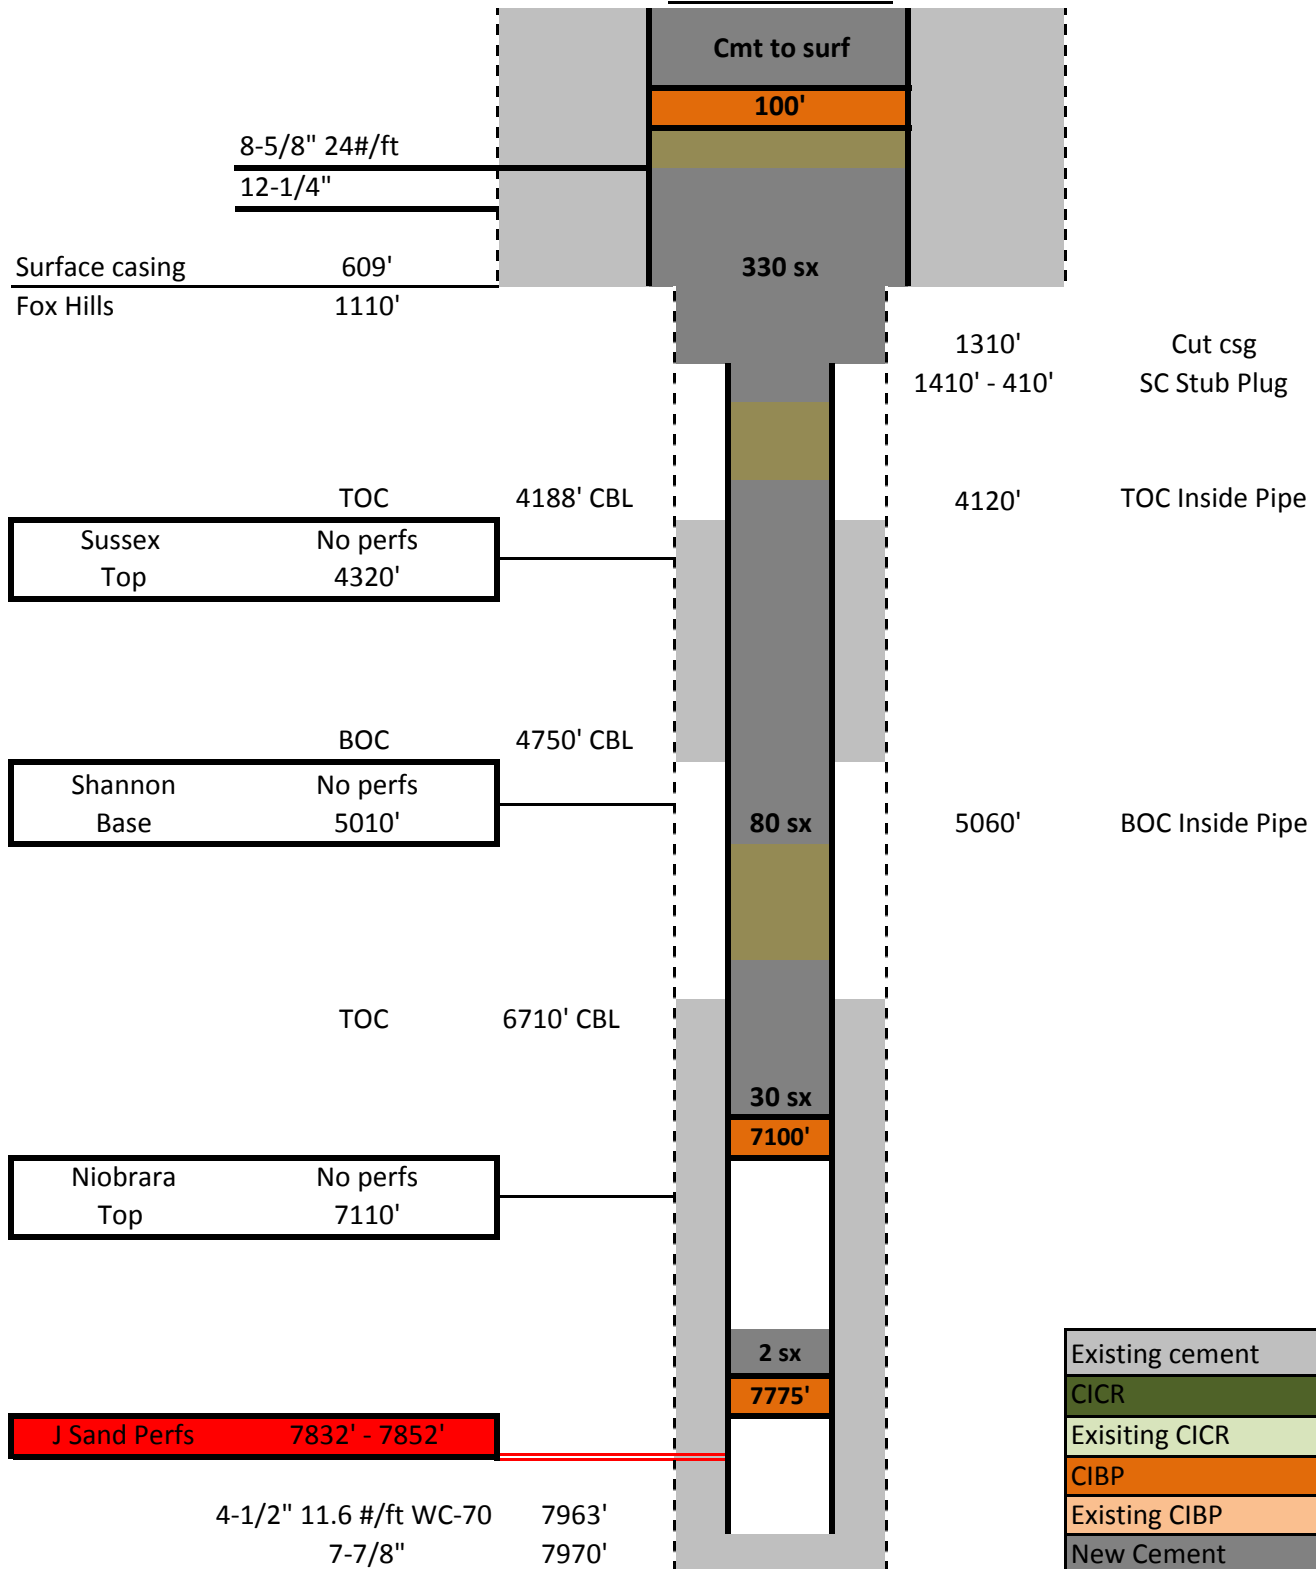 Cmt to surf
100'
8-5/8" 24#/ft
12-1/4"
Surface casing 609' 330 sx
Fox Hills 1110'
1310' Cut csg
1410' - 410' SC Stub Plug
TOC 4188' CBL 4120' TOC Inside Pipe
Sussex No perfs
Top 4320'
BOC 4750' CBL
Shannon No perfs
Base 5010' 80 sx 5060' BOC Inside Pipe
TOC 6710' CBL
30 sx
7100'
Niobrara No perfs
Top 7110'
2 sx Existing cement
7775' CICR
J Sand Perfs 7832' - 7852' Exisiting CICR
CIBP
4-1/2" 11.6 #/ft WC-70 7963' Existing CIBP
7-7/8" 7970' New Cement